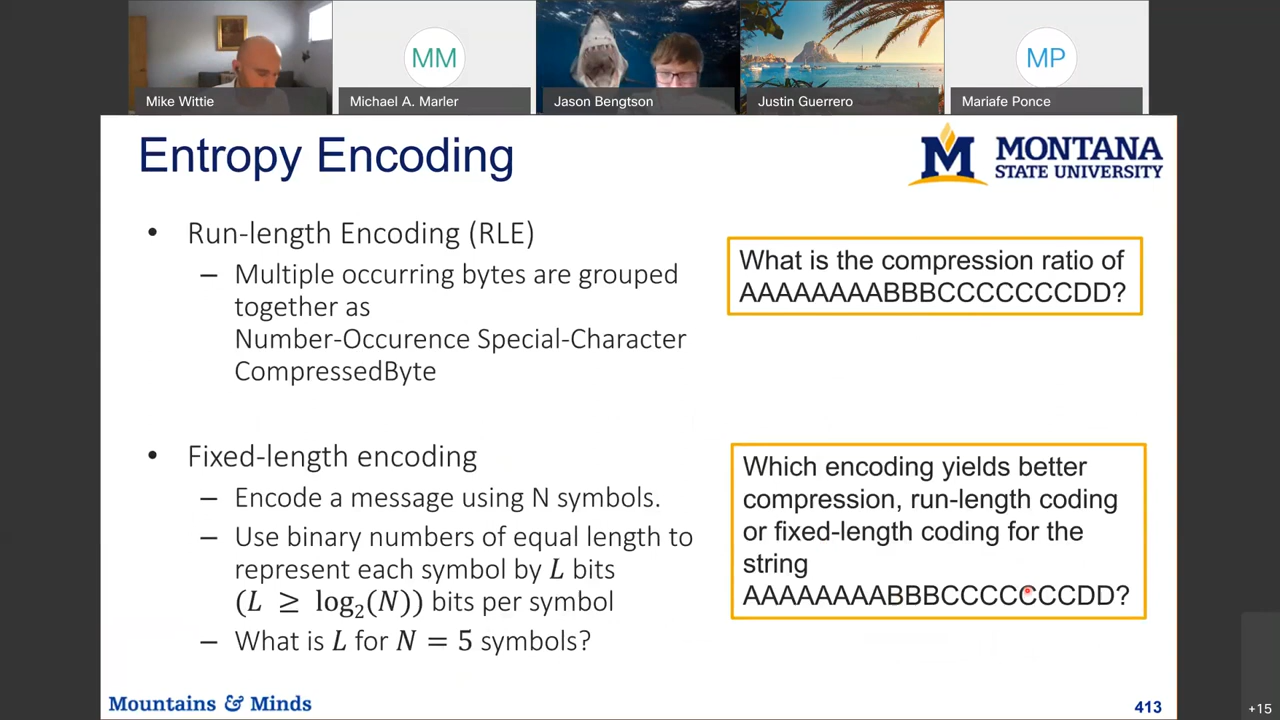 MM
MP
Mike Wittie
Michael A. Marler
Jason Bengtson
Justin Guerrero
Mariafe Ponce
Entropy Encoding
M MONTANA
STATE UNIVERSITY
• Run-length Encoding (RLE)
– Multiple occurring bytes are grouped
together as
Number-Occurence Special-Character
CompressedByte
What is the compression ratio of
AAAAAAAABBBCCCCCCCDD?
• Fixed-length encoding
– Encode a message using N symbols.
– Use binary numbers of equal length to
represent each symbol by L bits
(L ≥ log₂(N)) bits per symbol
– What is L for N = 5 symbols?
Which encoding yields better
compression, run-length coding
or fixed-length coding for the
string
AAAAAAAABBBCCCCCCCDD?
Mountains & Minds
413
+15